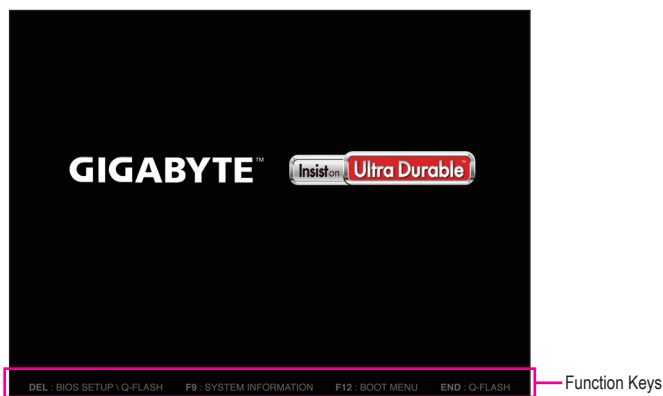 GIGABYTE™ Insist on Ultra Durable™
DEL : BIOS SETUP \ Q-FLASH F9 : SYSTEM INFORMATION F12 : BOOT MENU END : Q-FLASH Function Keys